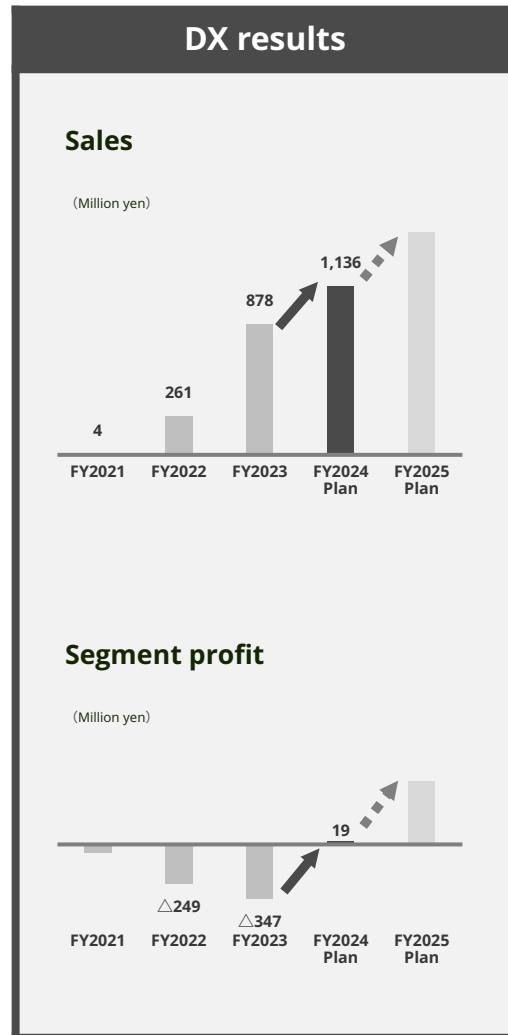 DX results
Sales
（Million yen）
4
261
878
1,136
FY2021 FY2022 FY2023 FY2024 FY2025
Plan Plan
Segment profit
（Million yen）
19
△249
△347
FY2021 FY2022 FY2023 FY2024 FY2025
Plan Plan